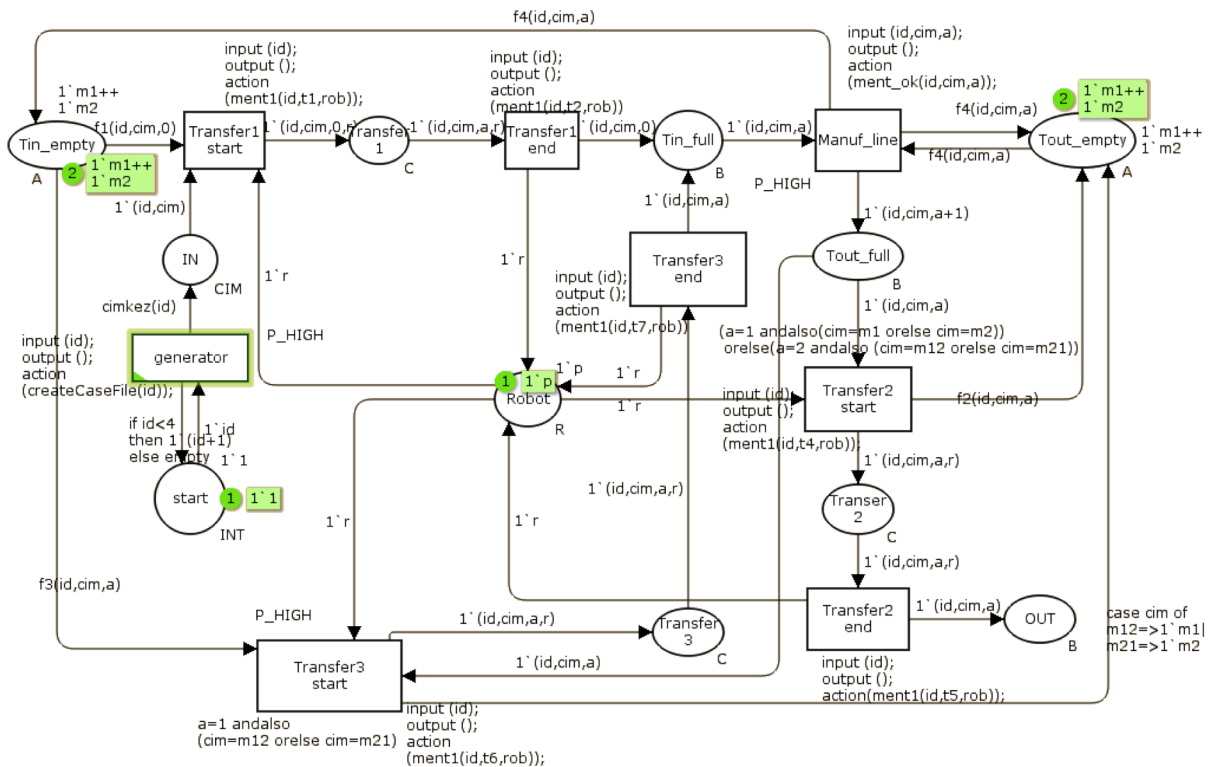 f4(id,cim,a)
input (id);
output ();
action
(ment1(id,t1,rob));
input (id);
output ();
action
(ment1(id,t2,rob))
input (id,cim,a);
output ();
action
(ment_ok(id,cim,a));
1`m1++
1`m2
f1(id,cim,0)
Tin_empty
A
2
1`m1++
1`m2
Transfer1
start
1`(id,cim,0,r)
Transfer
1
C
1`(id,cim,a,r)
Transfer1
end
1`(id,cim,0)
Tin_full
B
1`(id,cim,a)
Manuf_line
P_HIGH
f4(id,cim,a)
f4(id,cim,a)
2
1`m1++
1`m2
Tout_empty
1`m1++
1`m2
A
1`(id,cim)
IN
CIM
cimkez(id)
1`r
1`r
1`(id,cim,a)
Transfer3
end
input (id);
output ();
action
(ment1(id,t7,rob))
1`(id,cim,a+1)
Tout_full
B
1`(id,cim,a)
(a=1 andalso(cim=m1 orelse cim=m2))
orelse(a=2 andalso (cim=m12 orelse cim=m21))
input (id);
output ();
action
(createCaseFile(id));
generator
P_HIGH
1`p
1
1`p
Robot
R
1`r
1`r
input (id);
output ();
action
(ment1(id,t4,rob));
Transfer2
start
f2(id,cim,a)
if id<4
then 1`(id+1)
else empty
1`id
1`1
start
1
1`1
INT
1`(id,cim,a,r)
1`(id,cim,a,r)
Transer
2
C
1`r
1`r
1`(id,cim,a,r)
f3(id,cim,a)
P_HIGH
1`(id,cim,a,r)
Transfer
3
C
Transfer2
end
1`(id,cim,a)
OUT
B
case cim of
m12=>1`m1|
m21=>1`m2
Transfer3
start
1`(id,cim,a)
input (id);
output ();
action(ment1(id,t5,rob));
a=1 andalso
(cim=m12 orelse cim=m21)
input (id);
output ();
action
(ment1(id,t6,rob));